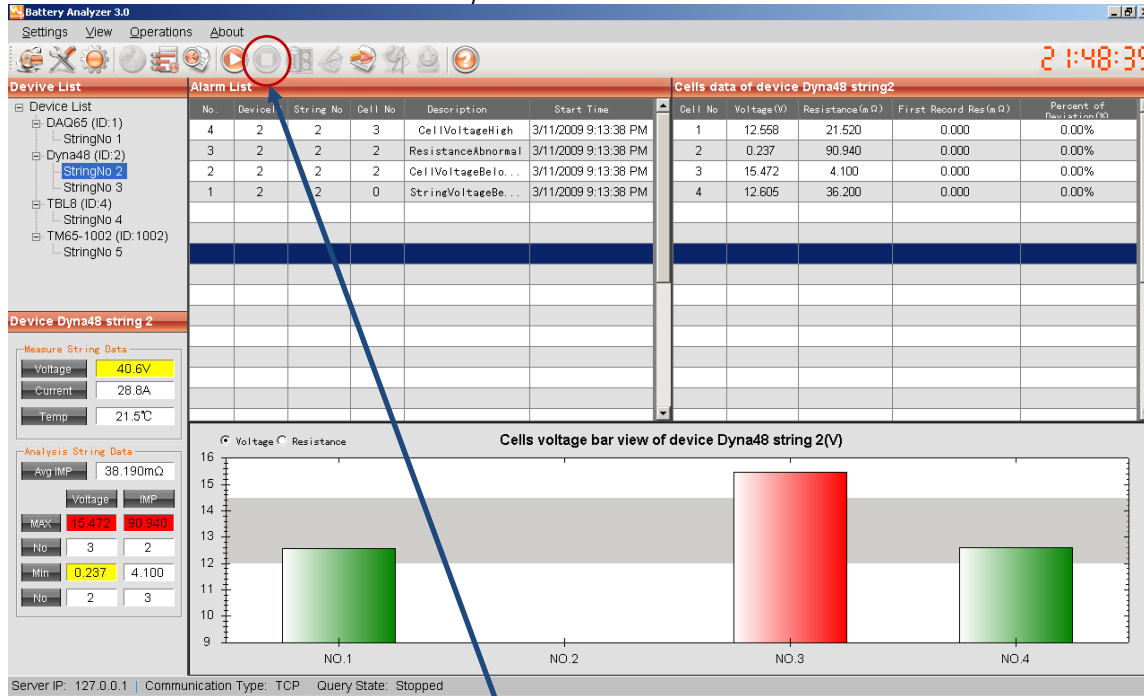 Battery Analyzer 3.0
Settings View Operations About
21:48:39
Devive List
Device List
DAQ65 (ID:1)
StringNo 1
Dyna48 (ID:2)
StringNo 2
StringNo 3
TBL8 (ID:4)
StringNo 4
TM65-1002 (ID:1002)
StringNo 5
Alarm List
No. DeviceI String No Cell No Description Start Time
4 2 2 3 CellVoltageHigh 3/11/2009 9:13:38 PM
3 2 2 2 ResistanceAbnormal 3/11/2009 9:13:38 PM
2 2 2 2 CellVoltageBelo... 3/11/2009 9:13:38 PM
1 2 2 0 StringVoltageBe... 3/11/2009 9:13:38 PM
Cells data of device Dyna48 string2
Cell No Voltage(V) Resistance(mΩ) First Record Res(mΩ) Percent of Deviation(%)
1 12.558 21.520 0.000 0.00%
2 0.237 90.940 0.000 0.00%
3 15.472 4.100 0.000 0.00%
4 12.605 36.200 0.000 0.00%
Device Dyna48 string 2
Measure String Data
Voltage 40.6V
Current 28.8A
Temp 21.5℃
Analysis String Data
Avg IMP 38.190mΩ
Voltage IMP
MAX 15.472 90.940
No 3 2
Min 0.237 4.100
No 2 3
Voltage Resistance
Cells voltage bar view of device Dyna48 string 2(V)
16
15
14
13
12
11
10
9
NO.1 NO.2 NO.3 NO.4
Server IP: 127.0.0.1 | Communication Type: TCP Query State: Stopped